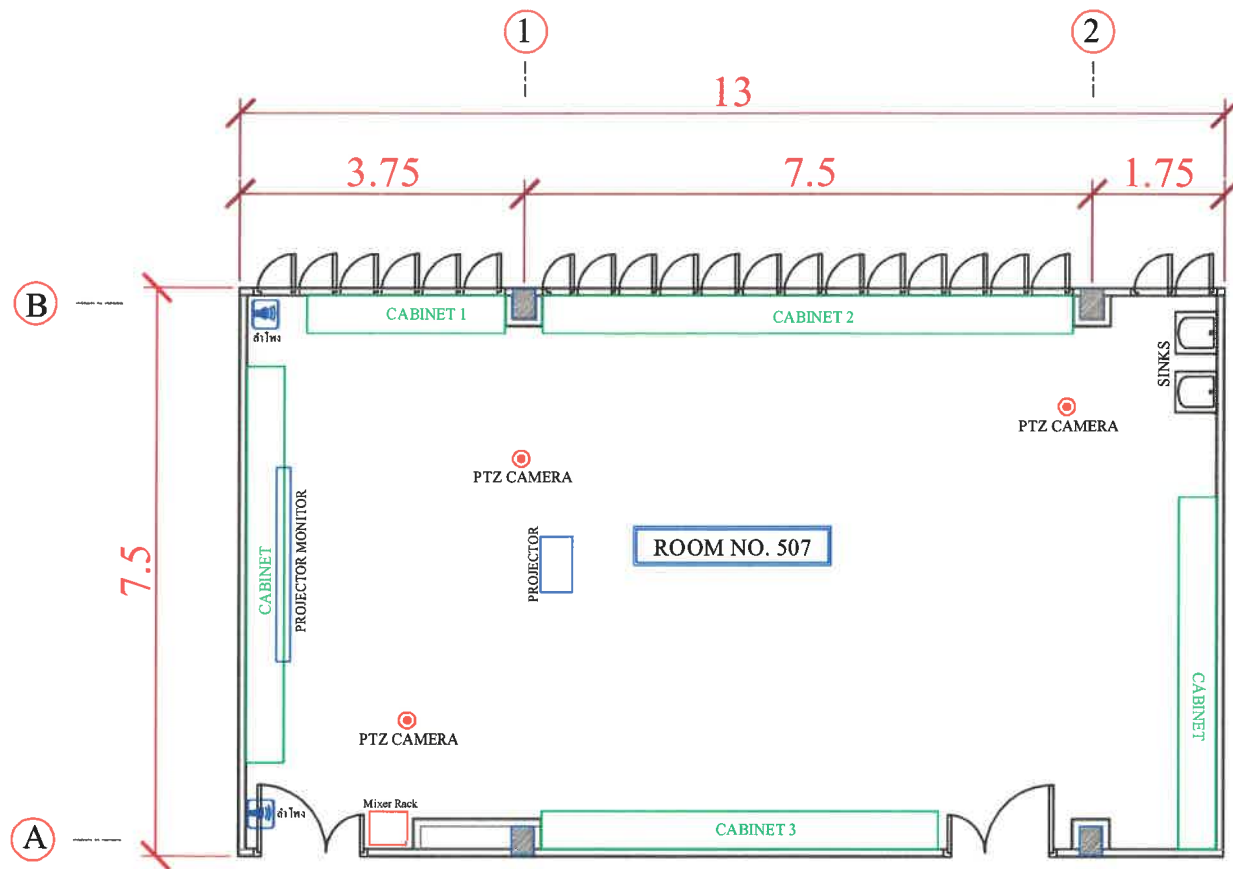 1
2
13
3.75
7.5
1.75
B
CABINET 1
CABINET 2
ลำโพง
SINKS
PTZ CAMERA
PTZ CAMERA
7.5
CABINET
PROJECTOR MONITOR
PROJECTOR
ROOM NO. 507
CABINET
PTZ CAMERA
Mixer Rack
ลำโพง
CABINET 3
A